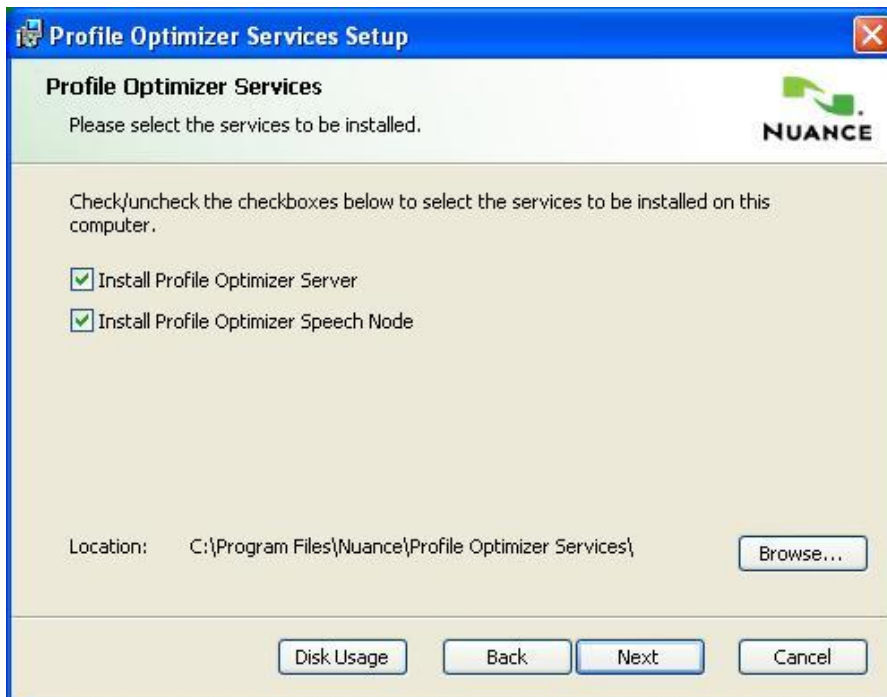 Profile Optimizer Services Setup
Profile Optimizer Services
Please select the services to be installed.
NUANCE
Check/uncheck the checkboxes below to select the services to be installed on this
computer.
Install Profile Optimizer Server
Install Profile Optimizer Speech Node
Location: C:\Program Files\Nuance\Profile Optimizer Services\ Browse...
Disk Usage Back Next Cancel